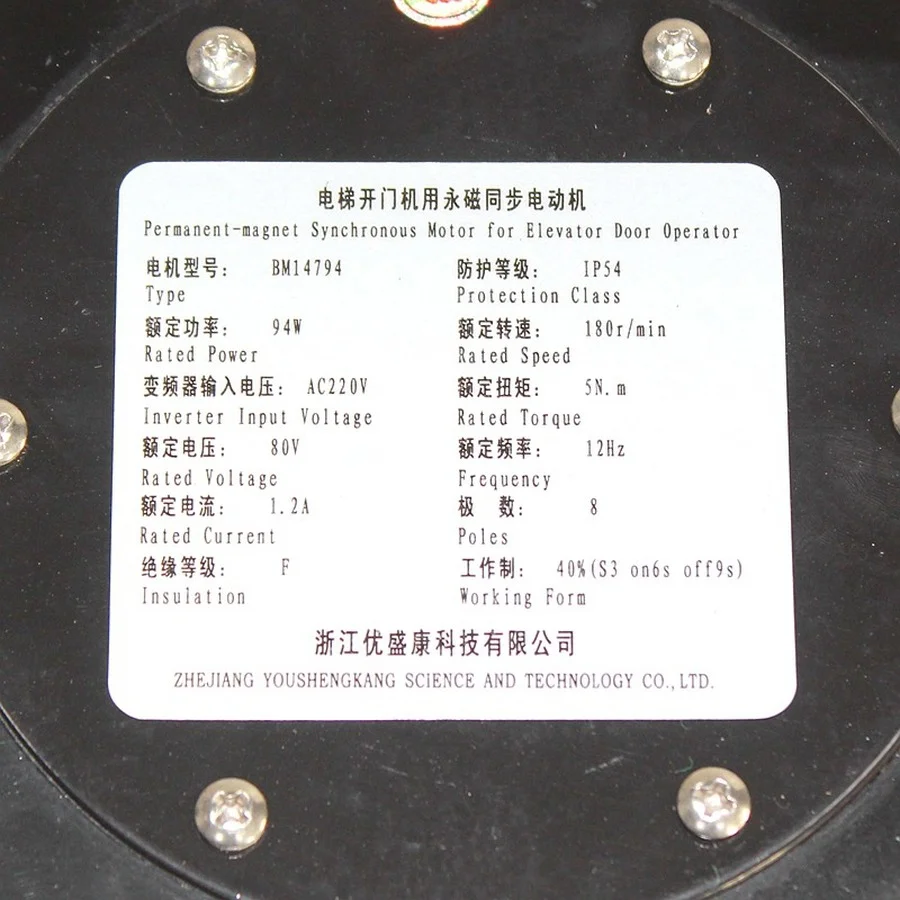 电梯开门机用永磁同步电动机
Permanent-magnet Synchronous Motor for Elevator Door Operator
电机型号: BM14794 防护等级: IP54
Type Protection Class
额定功率: 94W 额定转速: 180r/min
Rated Power Rated Speed
变频器输入电压: AC220V 额定扭矩: 5N.m
Inverter Input Voltage Rated Torque
额定电压: 80V 额定频率: 12Hz
Rated Voltage Frequency
额定电流: 1.2A 极 数: 8
Rated Current Poles
绝缘等级: F 工作制: 40%(S3 on6s off9s)
Insulation Working Form
浙江优盛康科技有限公司
ZHEJIANG YOUSHENGKANG SCIENCE AND TECHNOLOGY CO.,LTD.